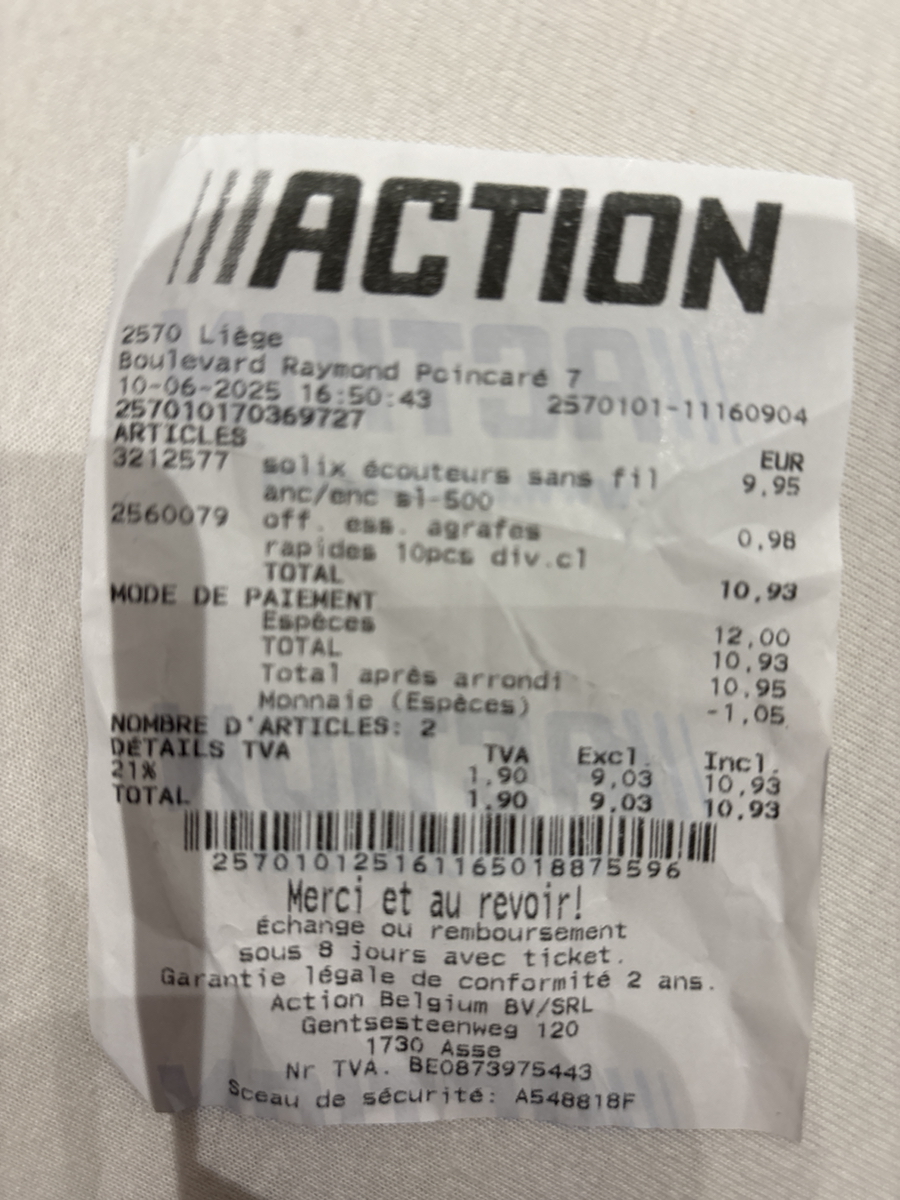 ACTION
2570 Liège
Boulevard Raymond Poincaré 7
10-06-2025 16:50:43 2570101-11160904
257010170369727
ARTICLES EUR
3212577 solix écouteurs sans fil 9,95
anc/enc sl-500
2560079 off. ess. agrafes 0,98
rapides 10pcs div.cl
TOTAL 10,93
MODE DE PAIEMENT
Espèces 12,00
TOTAL 10,93
Total après arrondi 10,95
Monnaie (Espèces) -1,05
NOMBRE D'ARTICLES: 2
DÉTAILS TVA TVA Excl. Incl.
21% 1,90 9,03 10,93
TOTAL 1,90 9,03 10,93
2570101251611650188755​96
Merci et au revoir!
Échange ou remboursement
sous 8 jours avec ticket.
Garantie légale de conformité 2 ans.
Action Belgium BV/SRL
Gentsesteenweg 120
1730 Asse
Nr TVA. BE0873975443
Sceau de sécurité: A548818F